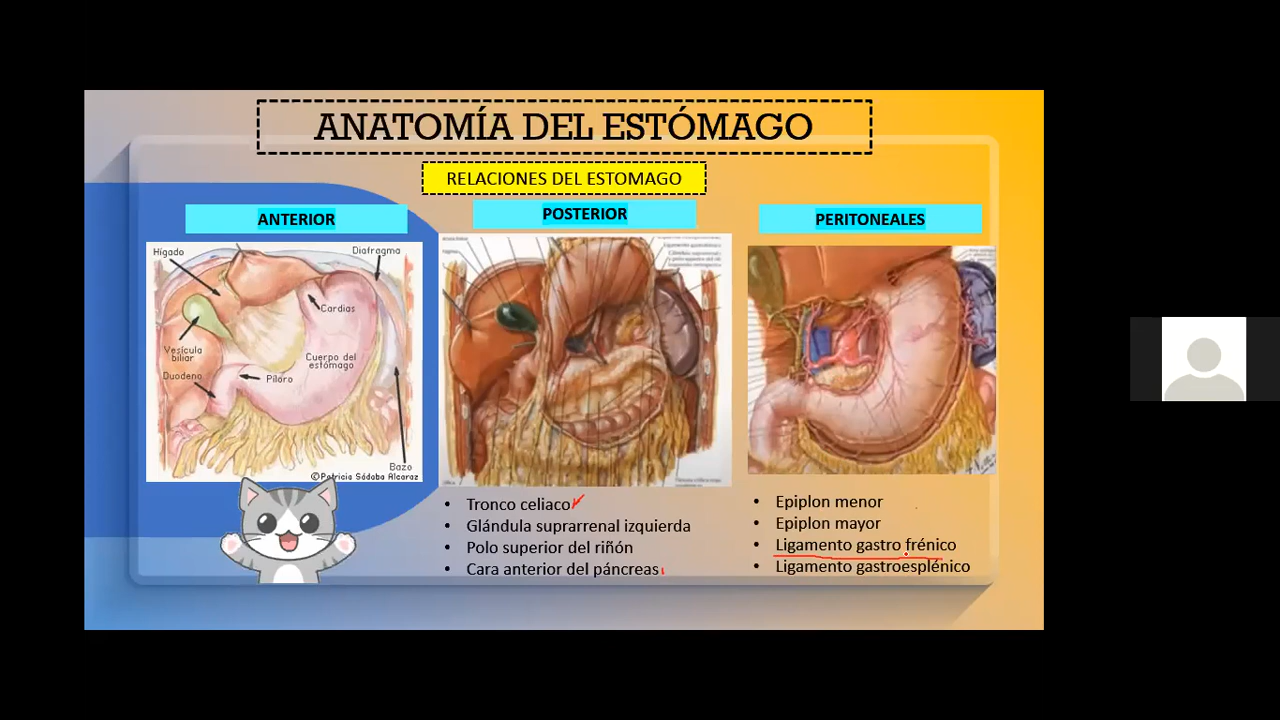 ANATOMÍA DEL ESTÓMAGO
RELACIONES DEL ESTOMAGO
ANTERIOR
Hígado
Diafragma
Cardias
Vesícula
biliar
Cuerpo del
estómago
Duodeno
Píloro
Bazo
©Patricia Sádaba Alcaraz
POSTERIOR
• Tronco celiaco
• Glándula suprarrenal izquierda
• Polo superior del riñón
• Cara anterior del páncreas
PERITONEALES
• Epiplon menor
• Epiplon mayor
• Ligamento gastro frénico
• Ligamento gastroesplénico